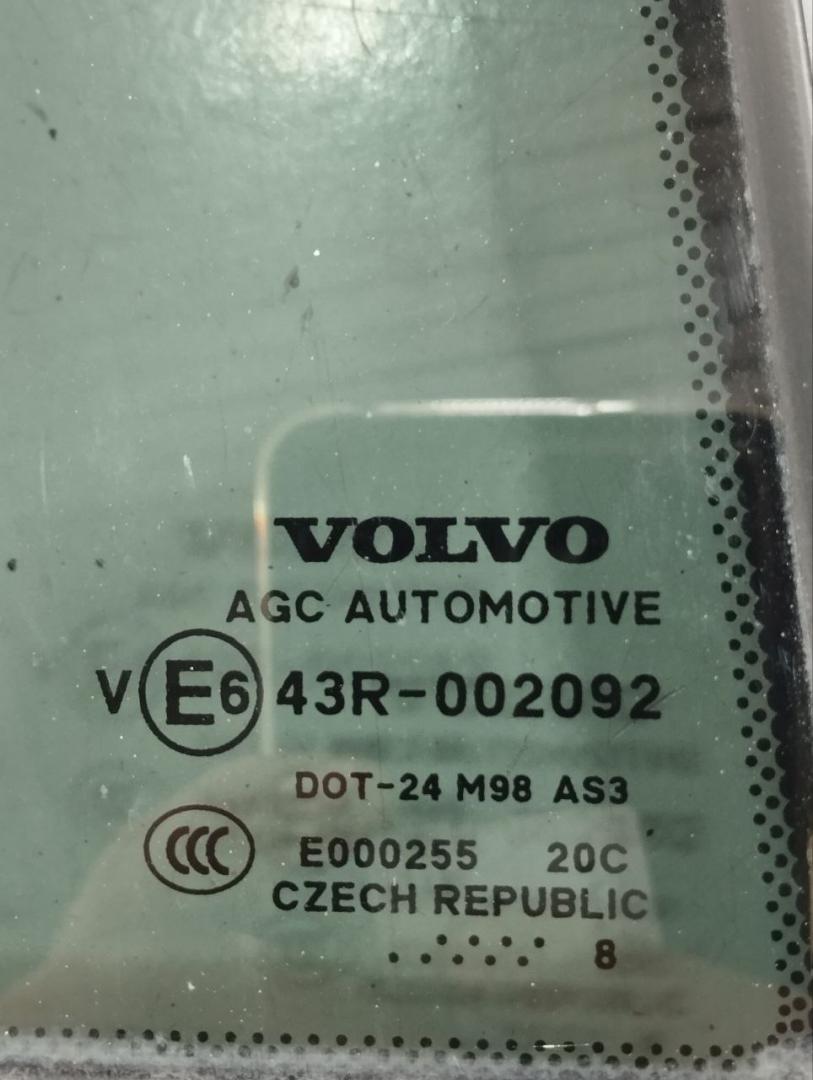 VOLVO
AGC AUTOMOTIVE
V E6 43R-002092
DOT-24 M98 AS3
CCC E000255 20C
CZECH REPUBLIC
8